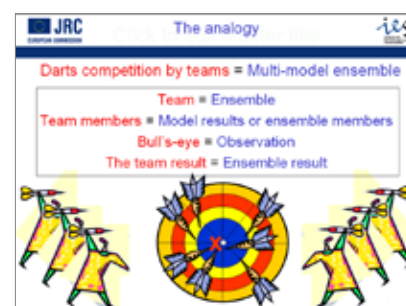 JRC
EUROPEAN COMMISSION
The analogy
ies
Darts competition by teams = Multi-model ensemble
Team = Ensemble
Team members = Model results or ensemble members
Bull's-eye = Observation
The team result = Ensemble result